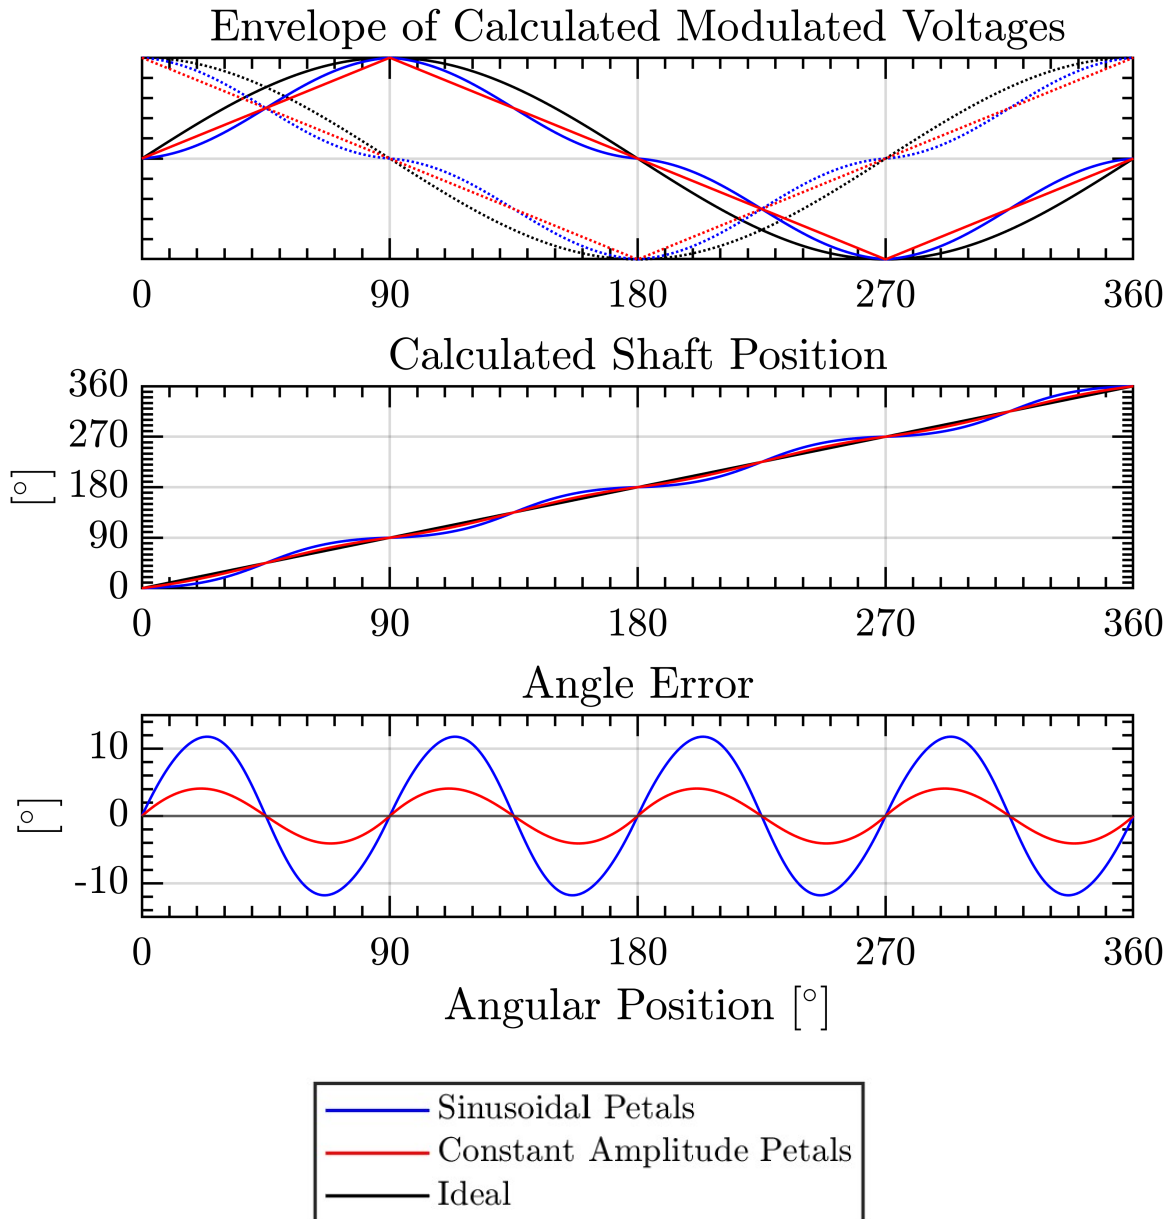 Envelope of Calculated Modulated Voltages
0 90 180 270 360
Calculated Shaft Position
360
270
180
90
0
[°]
0 90 180 270 360
Angle Error
10
0
-10
[°]
0 90 180 270 360
Angular Position [°]
Sinusoidal Petals
Constant Amplitude Petals
Ideal